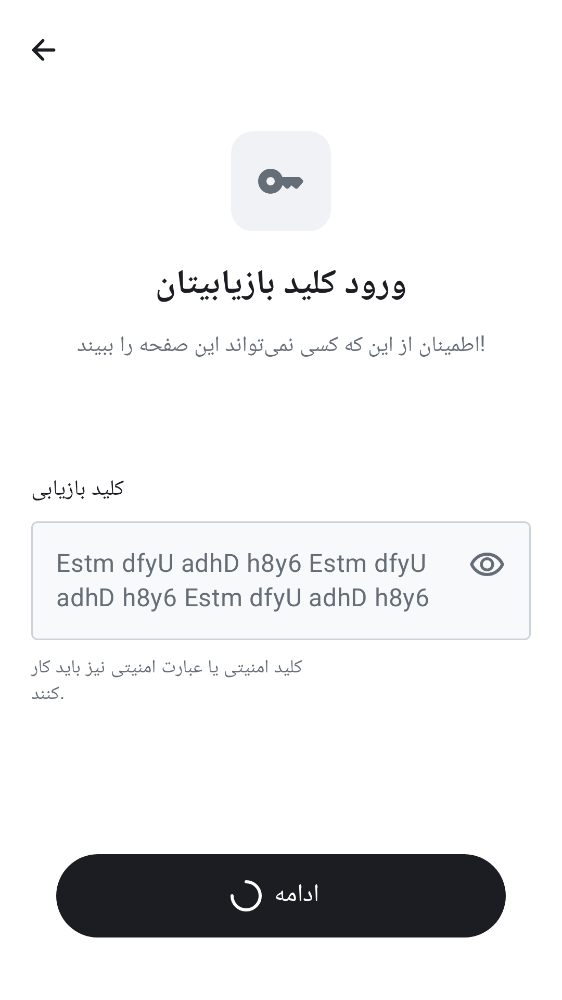 ورود کلید بازیابیتان
اطمینان از این که کسی نمی‌تواند این صفحه را ببیند!
کلید بازیابی
Estm dfyU adhD h8y6 Estm dfyU
adhD h8y6 Estm dfyU adhD h8y6
کلید امنیتی یا عبارت امنیتی نیز باید کار
کنند.
ادامه